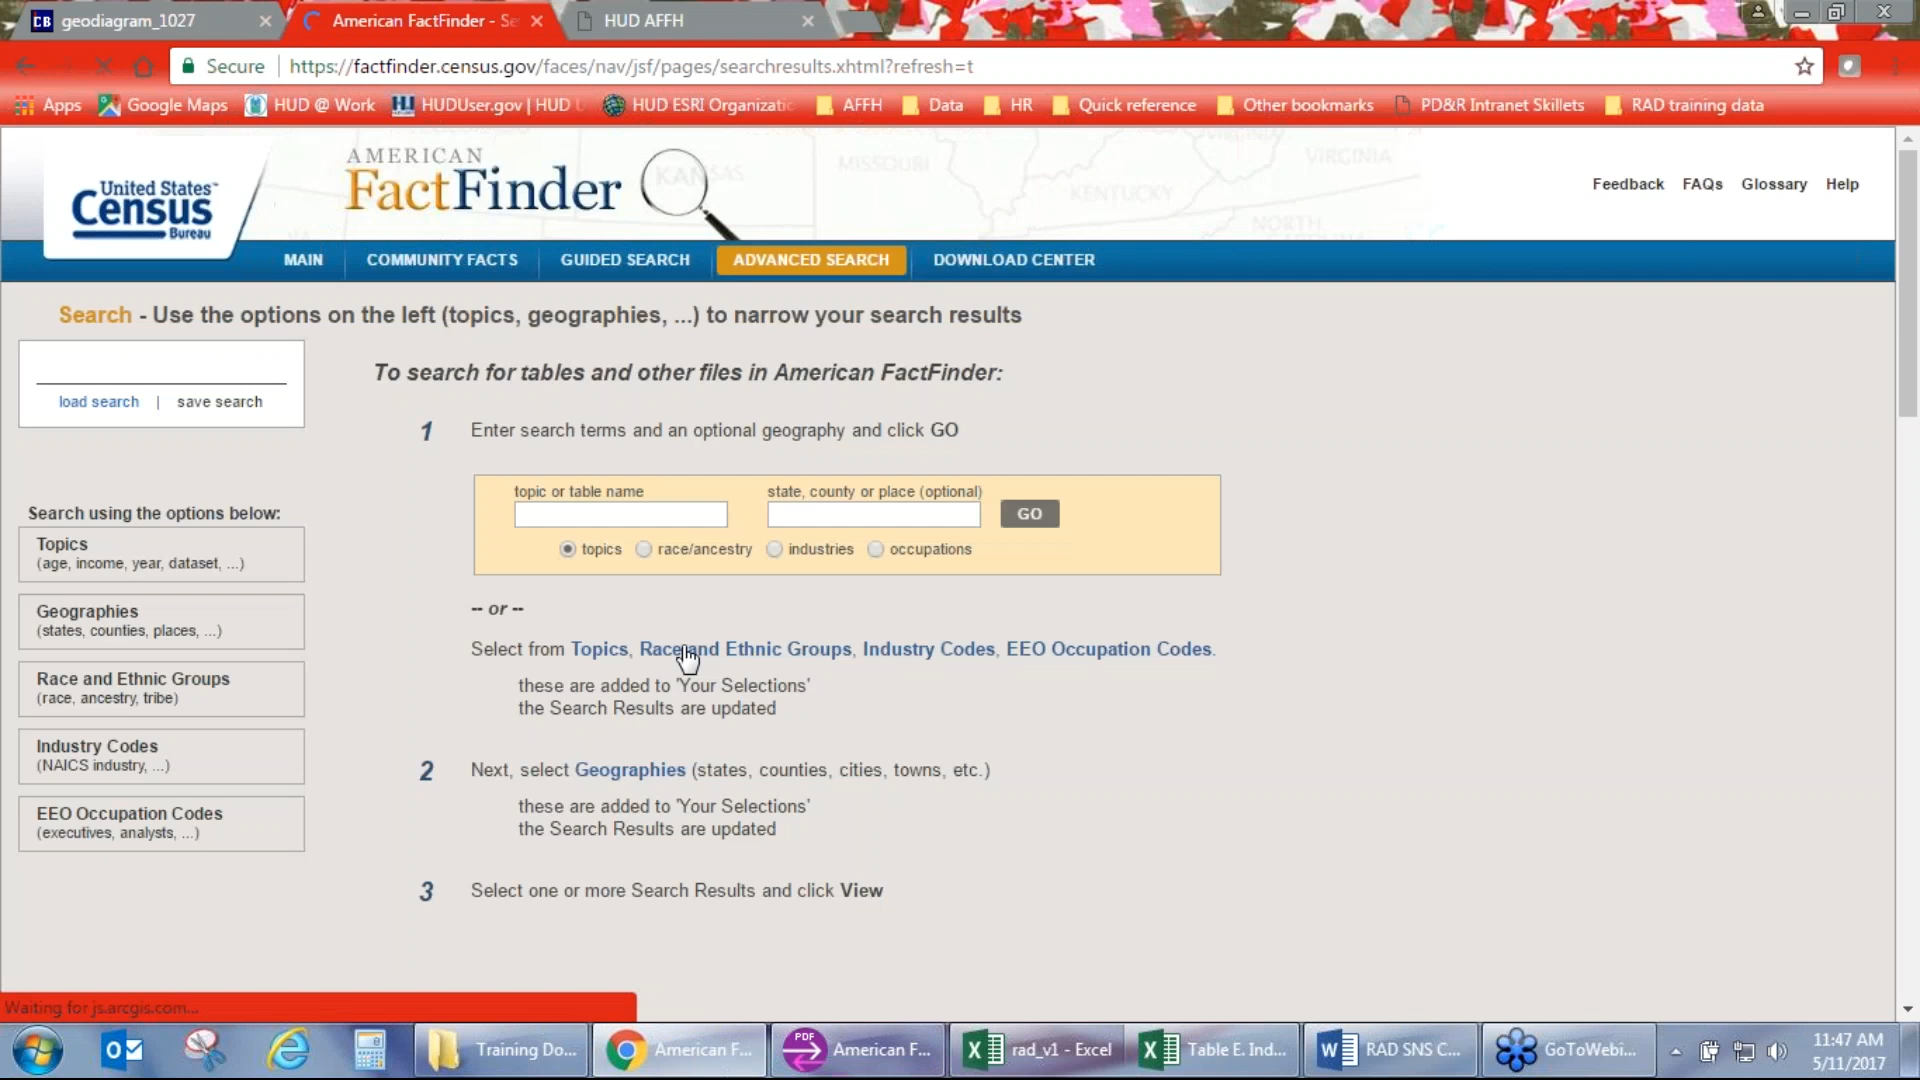 geodiagram_1027
American FactFinder - Se
HUD AFFH
Secure https://factfinder.census.gov/faces/nav/jsf/pages/searchresults.xhtml?refresh=t
Apps Google Maps HUD @ Work HUDUser.gov | HUD U HUD ESRI Organizatio AFFH Data HR Quick reference Other bookmarks PD&R Intranet Skillets RAD training data
United States™
Census
Bureau
AMERICAN
FactFinder
KANSAS
MISSOURI
KENTUCKY
VIRGINIA
NORTH
Feedback FAQs Glossary Help
MAIN COMMUNITY FACTS GUIDED SEARCH ADVANCED SEARCH DOWNLOAD CENTER
Search - Use the options on the left (topics, geographies, ...) to narrow your search results
load search | save search
Search using the options below:
Topics
(age, income, year, dataset, ...)
Geographies
(states, counties, places, ...)
Race and Ethnic Groups
(race, ancestry, tribe)
Industry Codes
(NAICS industry, ...)
EEO Occupation Codes
(executives, analysts, ...)
To search for tables and other files in American FactFinder:
1 Enter search terms and an optional geography and click GO
topic or table name state, county or place (optional)
GO
topics race/ancestry industries occupations
-- or --
Select from Topics, Race and Ethnic Groups, Industry Codes, EEO Occupation Codes.
these are added to 'Your Selections'
the Search Results are updated
2 Next, select Geographies (states, counties, cities, towns, etc.)
these are added to 'Your Selections'
the Search Results are updated
3 Select one or more Search Results and click View
Waiting for js.arcgis.com...
Training Do... American F... PDF American F... rad_v1 - Excel Table E. Ind... RAD SNS C... GoToWebi...
11:47 AM
5/11/2017